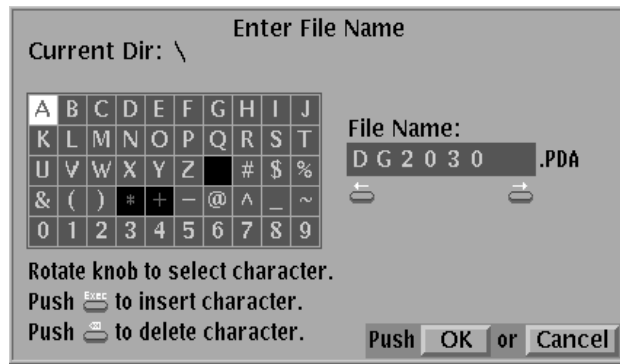 Enter File Name
Current Dir: \
A B C D E F G H I J
K L M N O P Q R S T
U V W X Y Z # $ %
& ( ) * + – @ ^ _ ~
0 1 2 3 4 5 6 7 8 9
File Name:
DG2030 .PDA
← →
Rotate knob to select character.
Push Exec to insert character.
Push to delete character.
Push OK or Cancel